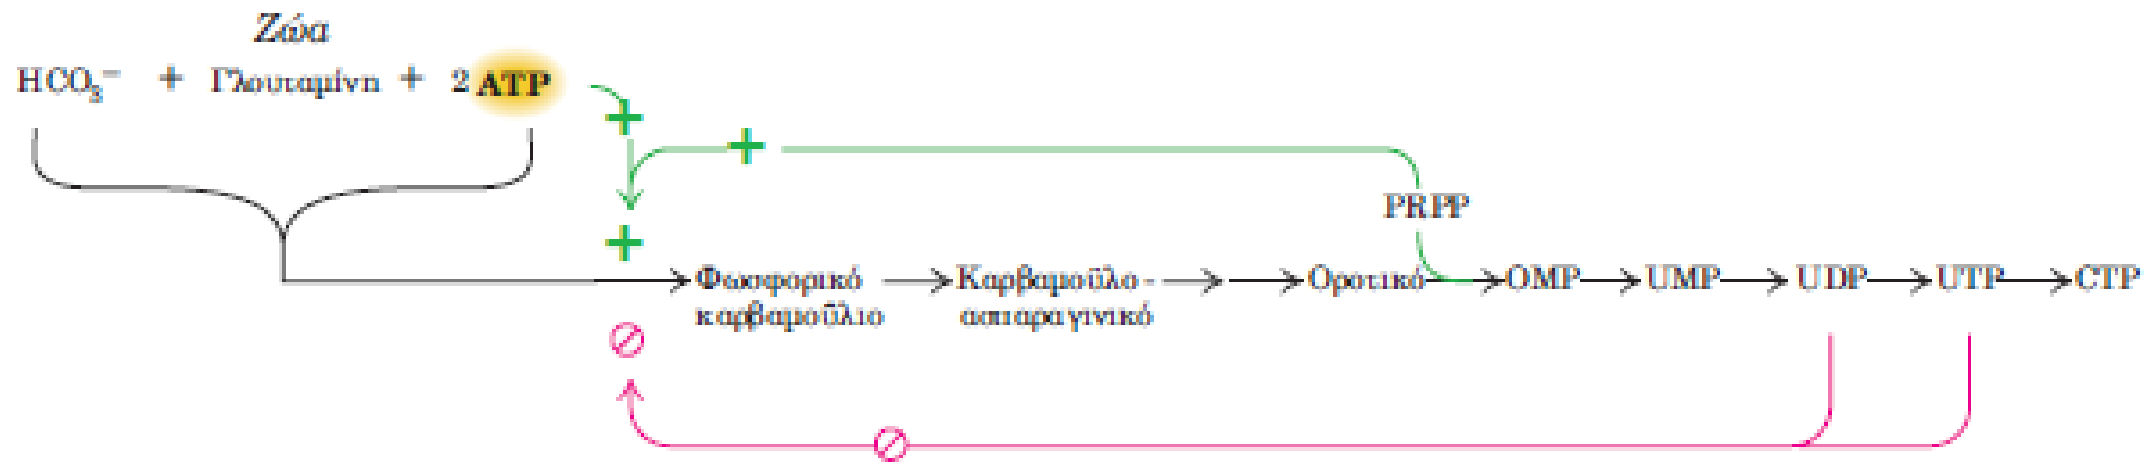 Ζώα
HCO₃⁻ + Γλουταμίνη + 2 ATP
PRPP
Φωσφορικό καρβαμοΰλιο
Καρβαμοΰλο-ασπαραγινικό
Οροτικό
OMP
UMP
UDP
UTP
CTP